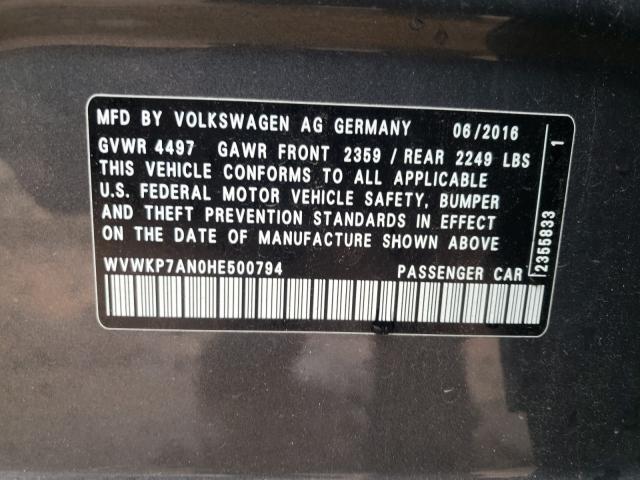 MFD BY VOLKSWAGEN AG GERMANY 06/2016
GVWR 4497 GAWR FRONT 2359 / REAR 2249 LBS
THIS VEHICLE CONFORMS TO ALL APPLICABLE
U.S. FEDERAL MOTOR VEHICLE SAFETY, BUMPER
AND THEFT PREVENTION STANDARDS IN EFFECT
ON THE DATE OF MANUFACTURE SHOWN ABOVE
WVWKP7AN0HE500794 PASSENGER CAR
2355833 1